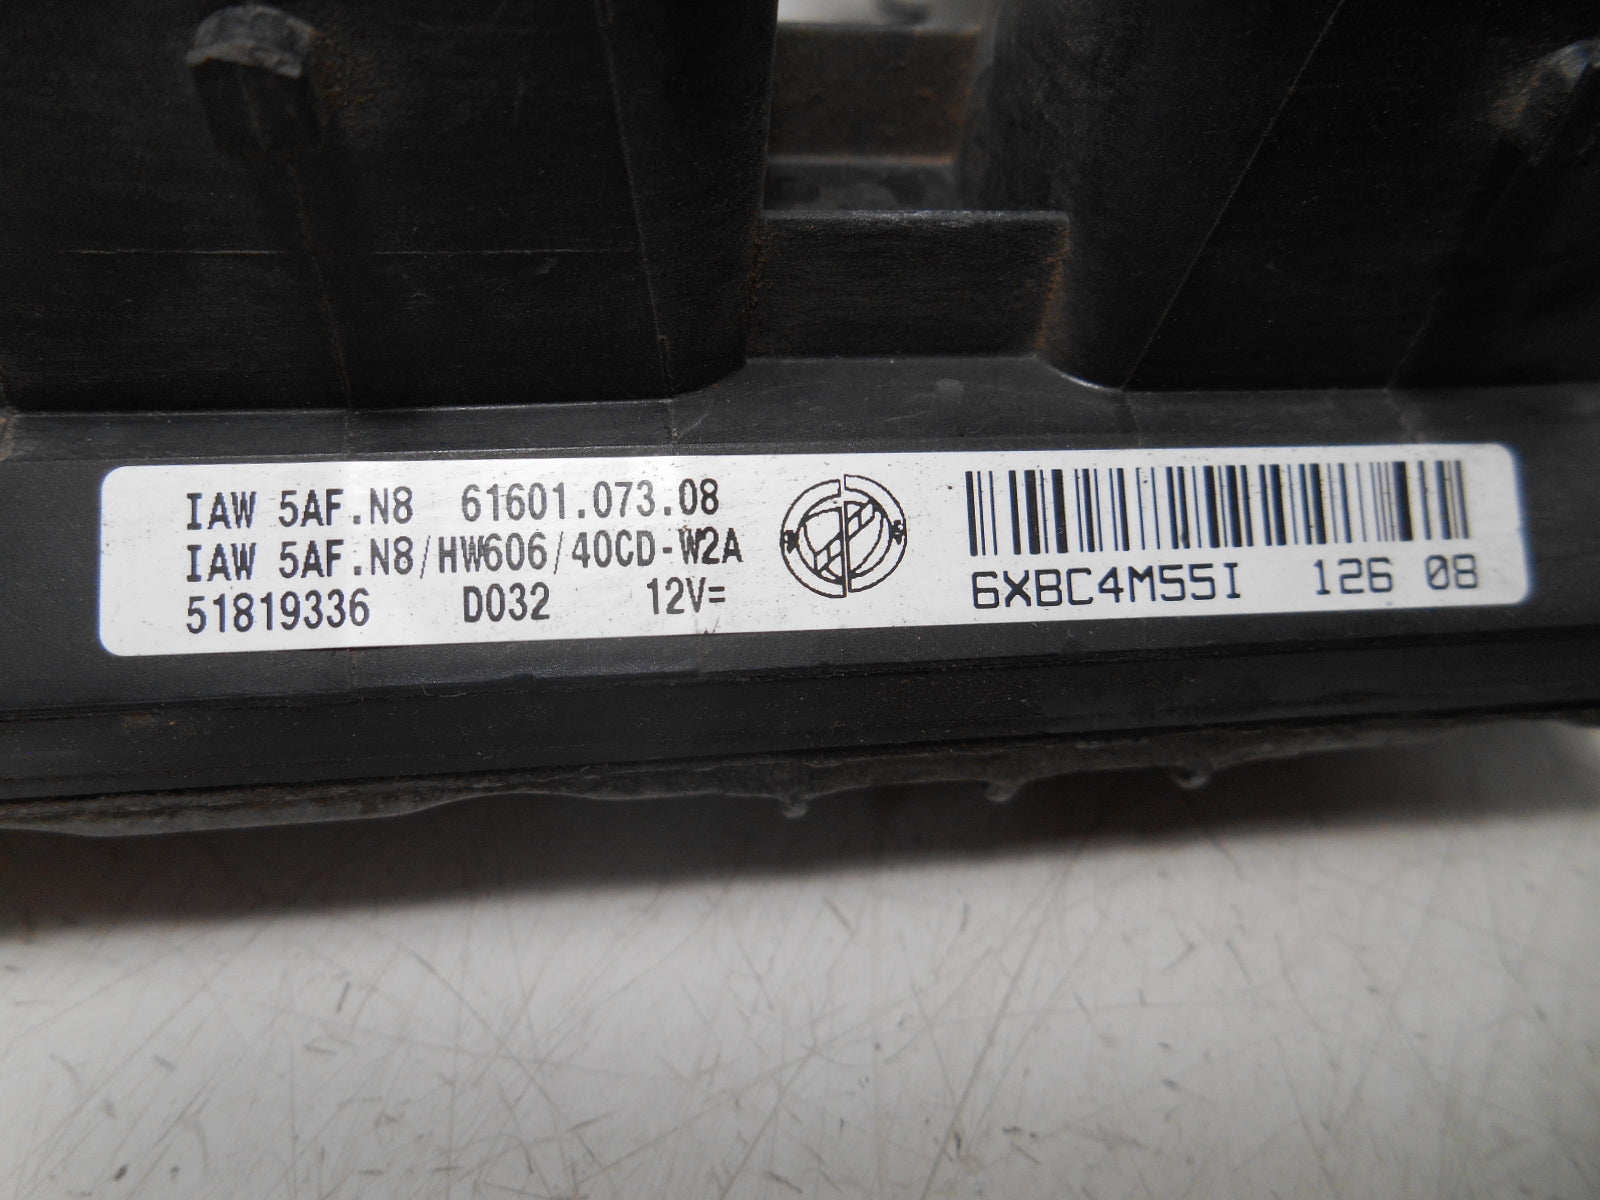 IAW 5AF.N8 61601.073.08
IAW 5AF.N8/HW606/40CD-W2A
51819336 D032 12V=
6XBC4M55I 126 08